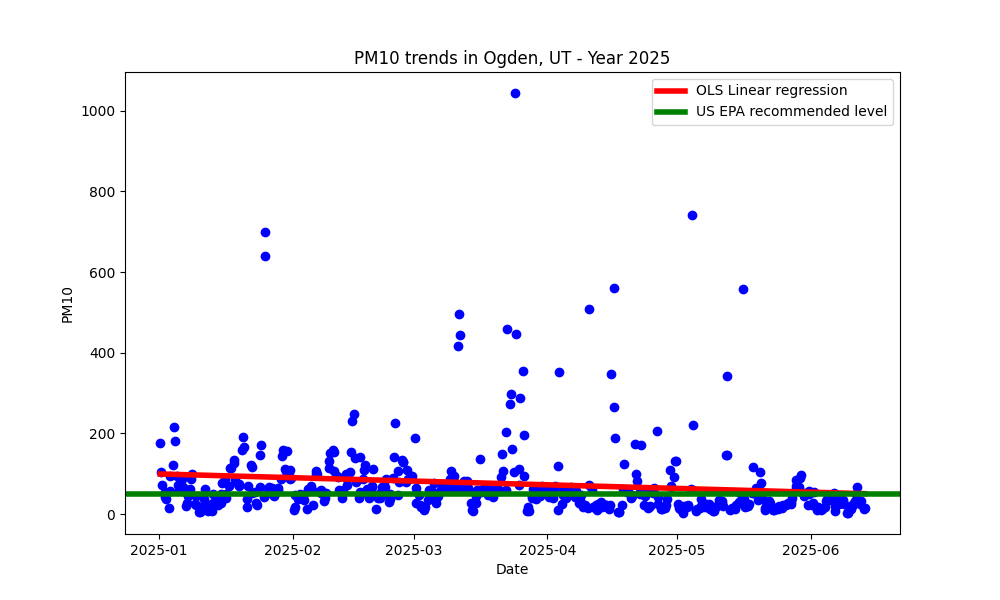 PM10 trends in Ogden, UT - Year 2025
OLS Linear regression
US EPA recommended level
1000
800
600
400
200
0
PM10
2025-01 2025-02 2025-03 2025-04 2025-05 2025-06
Date